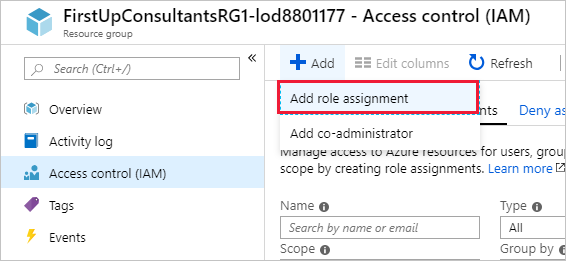 FirstUpConsultantsRG1-lod8801177 - Access control (IAM)
Resource group
Search (Ctrl+/)
Overview
Activity log
Access control (IAM)
Tags
Events
Add
Edit columns
Refresh
Add role assignment
Add co-administrator
Deny as
Manage access to Azure resources for users, group
scope by creating role assignments. Learn more
Name
Type
Search by name or email
All
Scope
Group by